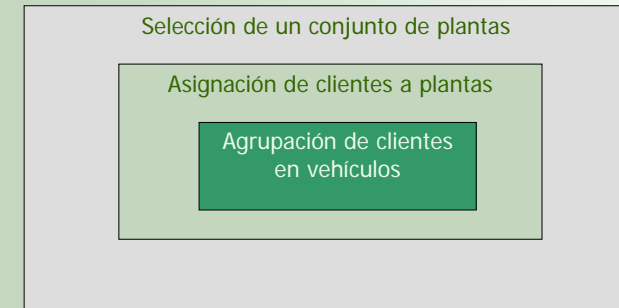 Selección de un conjunto de plantas
Asignación de clientes a plantas
Agrupación de clientes
en vehículos